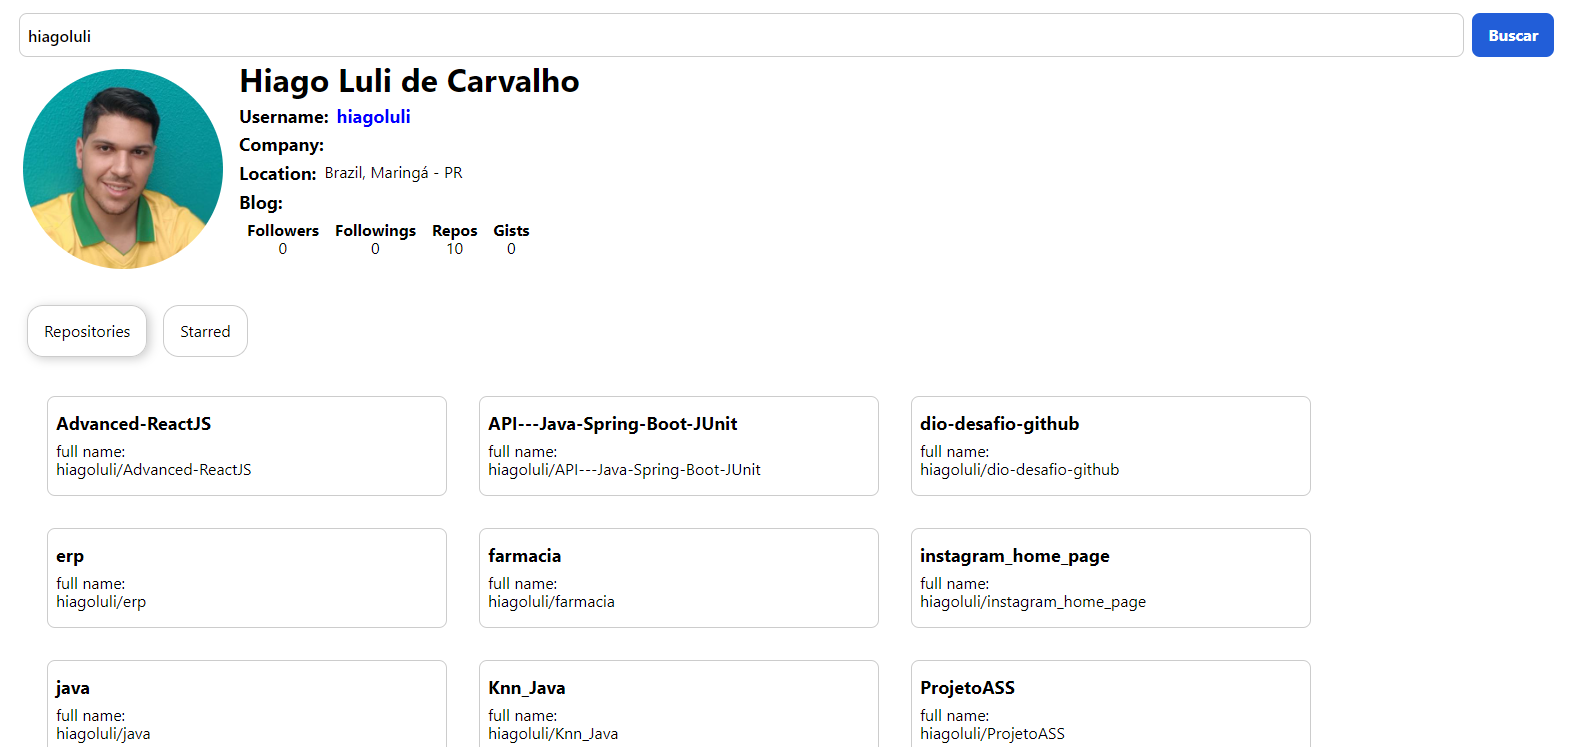 hiagoluli
Buscar
Hiago Luli de Carvalho
Username: hiagoluli
Company:
Location: Brazil, Maringá - PR
Blog:
Followers Followings Repos Gists
0 0 10 0
Repositories Starred
Advanced-ReactJS
full name:
hiagoluli/Advanced-ReactJS
API---Java-Spring-Boot-JUnit
full name:
hiagoluli/API---Java-Spring-Boot-JUnit
dio-desafio-github
full name:
hiagoluli/dio-desafio-github
erp
full name:
hiagoluli/erp
farmacia
full name:
hiagoluli/farmacia
instagram_home_page
full name:
hiagoluli/instagram_home_page
java
full name:
hiagoluli/java
Knn_Java
full name:
hiagoluli/Knn_Java
ProjetoASS
full name:
hiagoluli/ProjetoASS